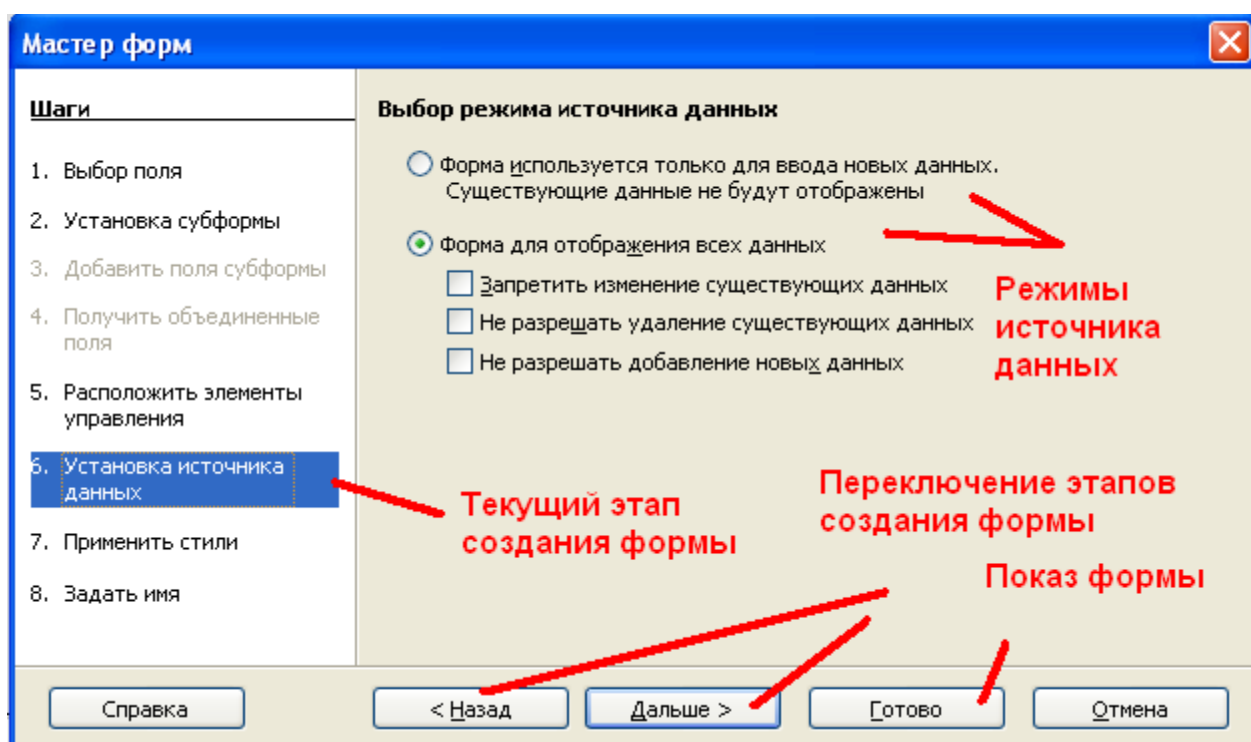 Мастер форм
Шаги
1. Выбор поля
2. Установка субформы
3. Добавить поля субформы
4. Получить объединенные
поля
5. Расположить элементы
управления
6. Установка источника
данных
7. Применить стили
8. Задать имя
Выбор режима источника данных
Форма используется только для ввода новых данных.
Существующие данные не будут отображены
Форма для отображения всех данных
Запретить изменение существующих данных
Не разрешать удаление существующих данных
Не разрешать добавление новых данных
Режимы
источника
данных
Текущий этап
создания формы
Переключение этапов
создания формы
Показ формы
Справка
< Назад
Дальше >
Готово
Отмена